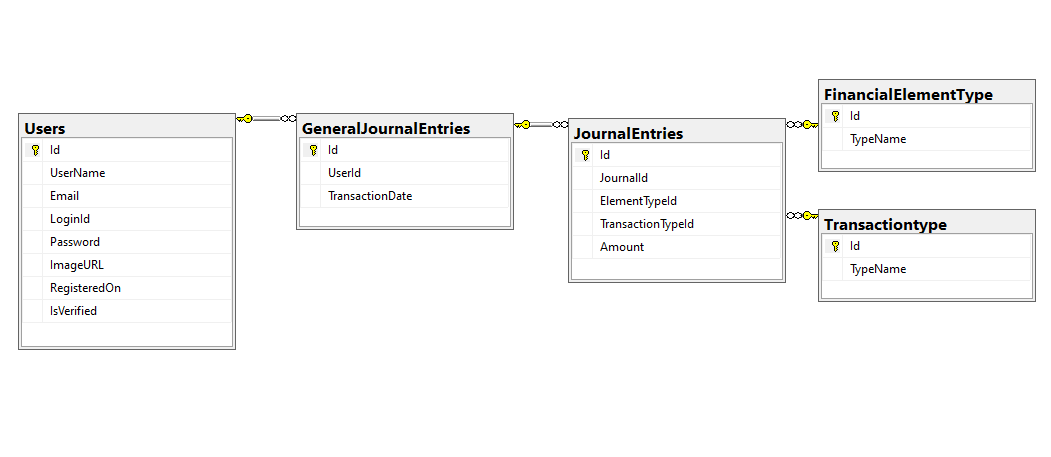 Users
Id
UserName
Email
LoginId
Password
ImageURL
RegisteredOn
IsVerified
GeneralJournalEntries
Id
UserId
TransactionDate
JournalEntries
Id
JournalId
ElementTypeId
TransactionTypeId
Amount
FinancialElementType
Id
TypeName
Transactiontype
Id
TypeName